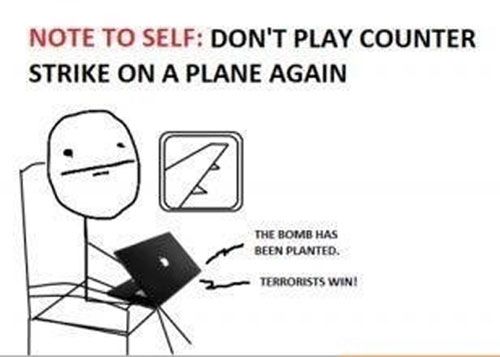 NOTE TO SELF: DON'T PLAY COUNTER
STRIKE ON A PLANE AGAIN
THE BOMB HAS
BEEN PLANTED.
TERRORISTS WIN!